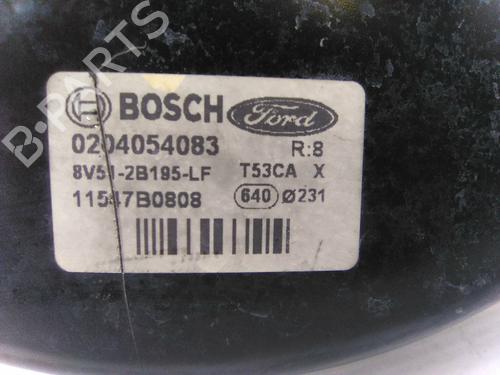 BOSCH Ford
0204054083 R:8
8V51-2B195-LF T53CA X
11547B0808 640 Ø231
B-PARTS